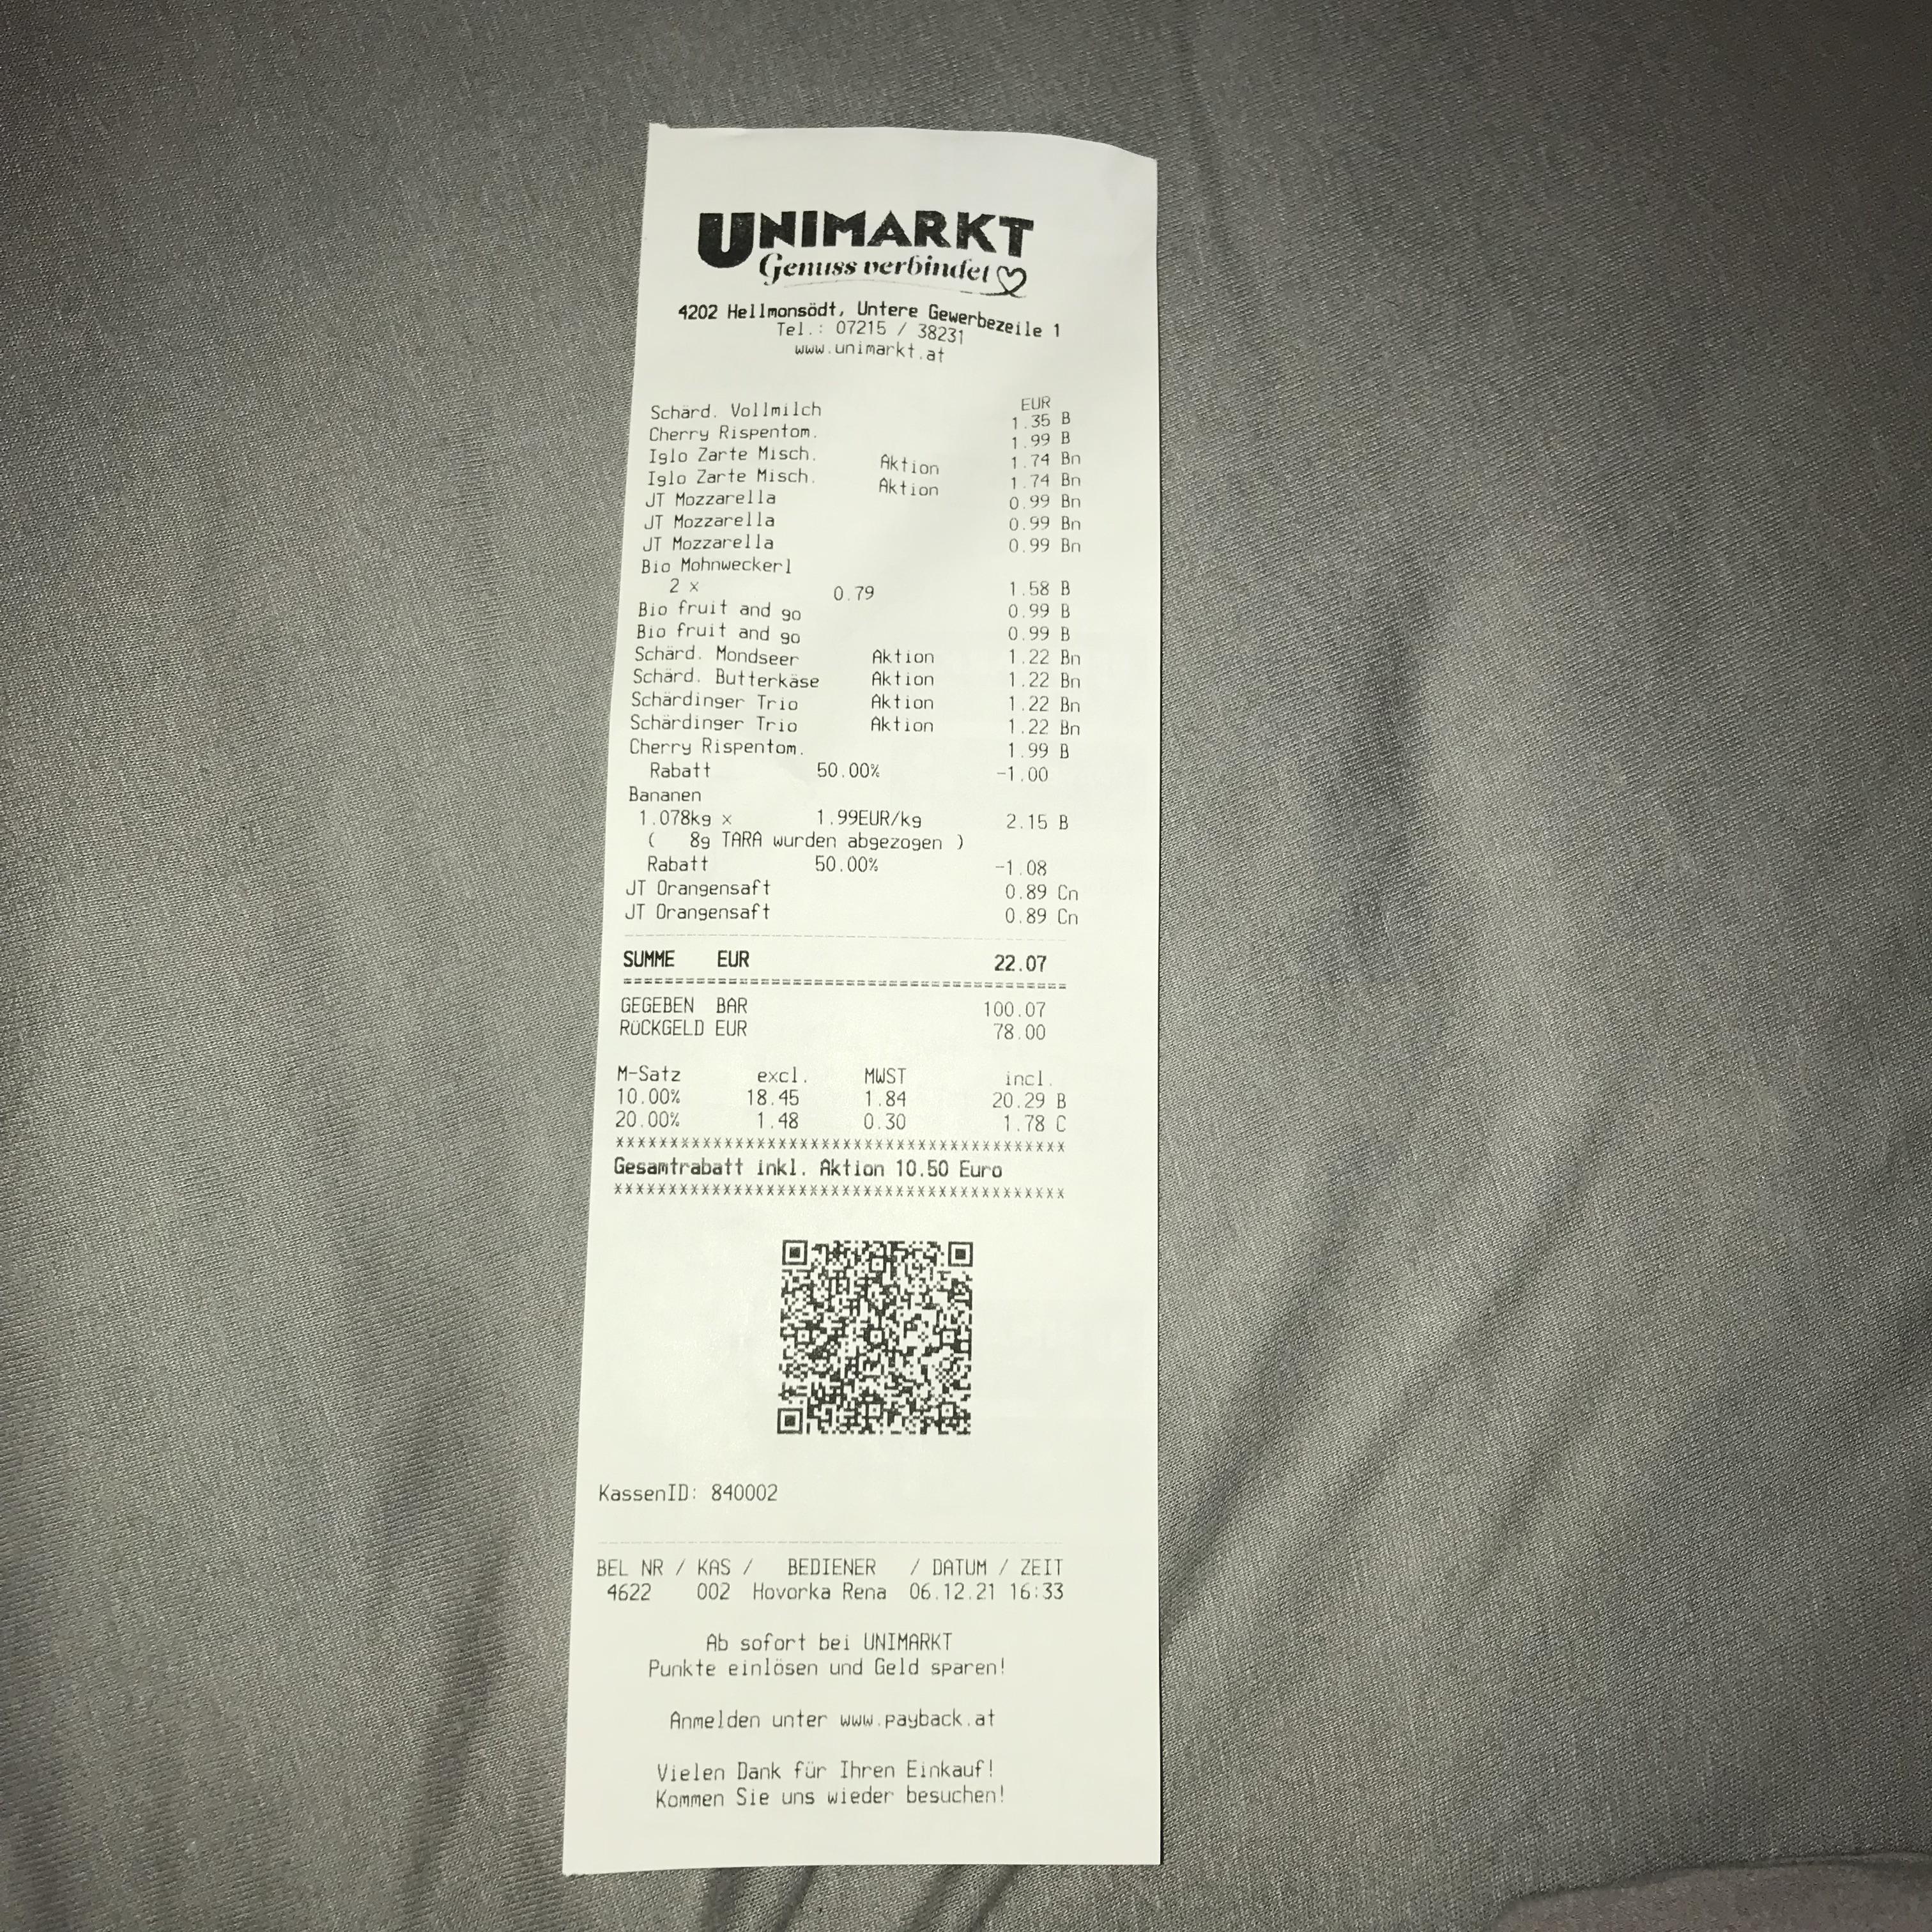 UNIMARKT
Genuss verbindet
4202 Hellmonsödt, Untere Gewerbezeile 1
Tel.: 07215 / 38231
www.unimarkt.at
EUR
Schärd. Vollmilch 1.35 B
Cherry Rispentom. 1.99 B
Iglo Zarte Misch. Aktion 1.74 Bn
Iglo Zarte Misch. Aktion 1.74 Bn
JT Mozzarella 0.99 Bn
JT Mozzarella 0.99 Bn
JT Mozzarella 0.99 Bn
Bio Mohnweckerl
2 x 0.79 1.58 B
Bio fruit and go 0.99 B
Bio fruit and go 0.99 B
Schärd. Mondseer Aktion 1.22 Bn
Schärd. Butterkäse Aktion 1.22 Bn
Schärdinger Trio Aktion 1.22 Bn
Schärdinger Trio Aktion 1.22 Bn
Cherry Rispentom. 1.99 B
Rabatt 50.00% -1.00
Bananen
1.078kg x 1.99EUR/kg 2.15 B
( 8g TARA wurden abgezogen )
Rabatt 50.00% -1.08
JT Orangensaft 0.89 Cn
JT Orangensaft 0.89 Cn
SUMME EUR 22.07
GEGEBEN BAR 100.07
RÜCKGELD EUR 78.00
M-Satz excl. MWST incl.
10.00% 18.45 1.84 20.29 B
20.00% 1.48 0.30 1.78 C
Gesamtrabatt inkl. Aktion 10.50 Euro
KassenID: 840002
BEL NR / KAS / BEDIENER / DATUM / ZEIT
4622 002 Hovorka Rena 06.12.21 16:33
Ab sofort bei UNIMARKT
Punkte einlösen und Geld sparen!
Anmelden unter www.payback.at
Vielen Dank für Ihren Einkauf!
Kommen Sie uns wieder besuchen!